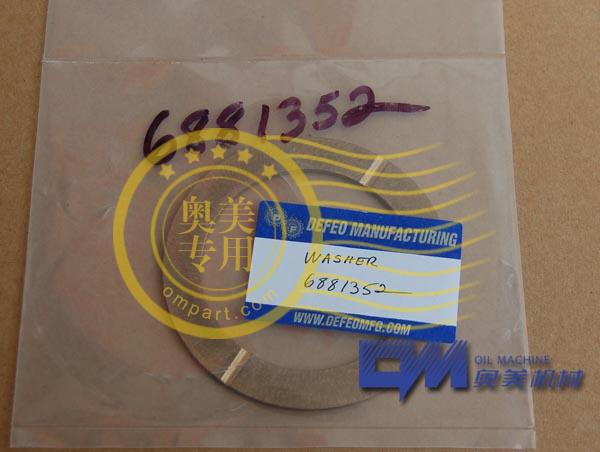 6881352
奥美
专用
ompart.com
P F
DEFEO MANUFACTURING
WASHER
6881352
WWW.DEFEOMFG.COM
OIL MACHINE
OM
奥美机械